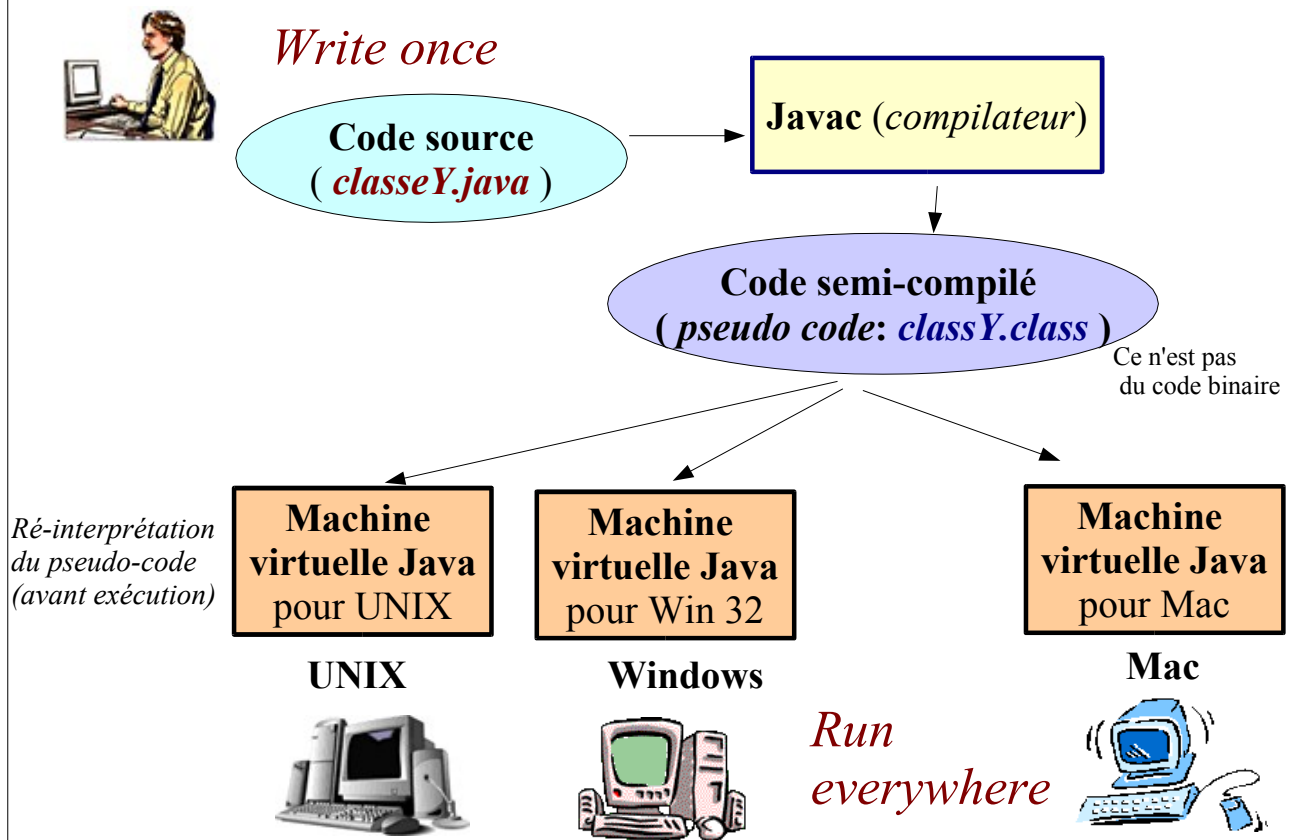 Write once
Code source
( classeY.java )
Javac (compilateur)
Code semi-compilé
( pseudo code: classY.class )
Ce n'est pas
du code binaire
Ré-interprétation
du pseudo-code
(avant exécution)
Machine
virtuelle Java
pour UNIX
Machine
virtuelle Java
pour Win 32
Machine
virtuelle Java
pour Mac
UNIX
Windows
Mac
Run
everywhere